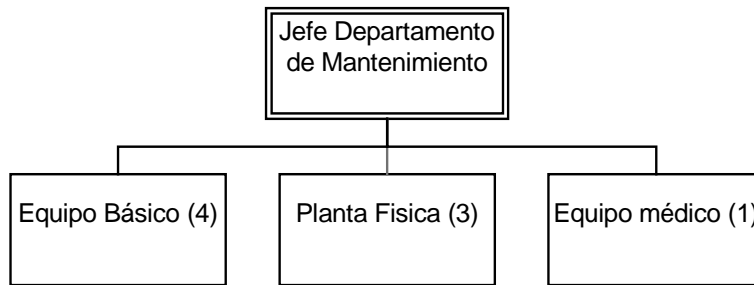 Jefe Departamento
de Mantenimiento
Equipo Básico (4)
Planta Fisica (3)
Equipo médico (1)